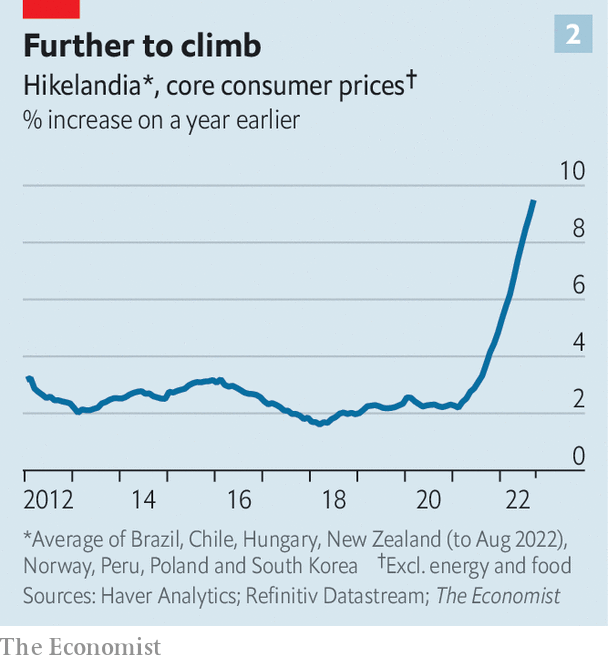 Further to climb
2
Hikelandia*, core consumer prices†
% increase on a year earlier
10
8
6
4
2
0
2012 14 16 18 20 22
*Average of Brazil, Chile, Hungary, New Zealand (to Aug 2022),
Norway, Peru, Poland and South Korea †Excl. energy and food
Sources: Haver Analytics; Refinitiv Datastream; The Economist
The Economist